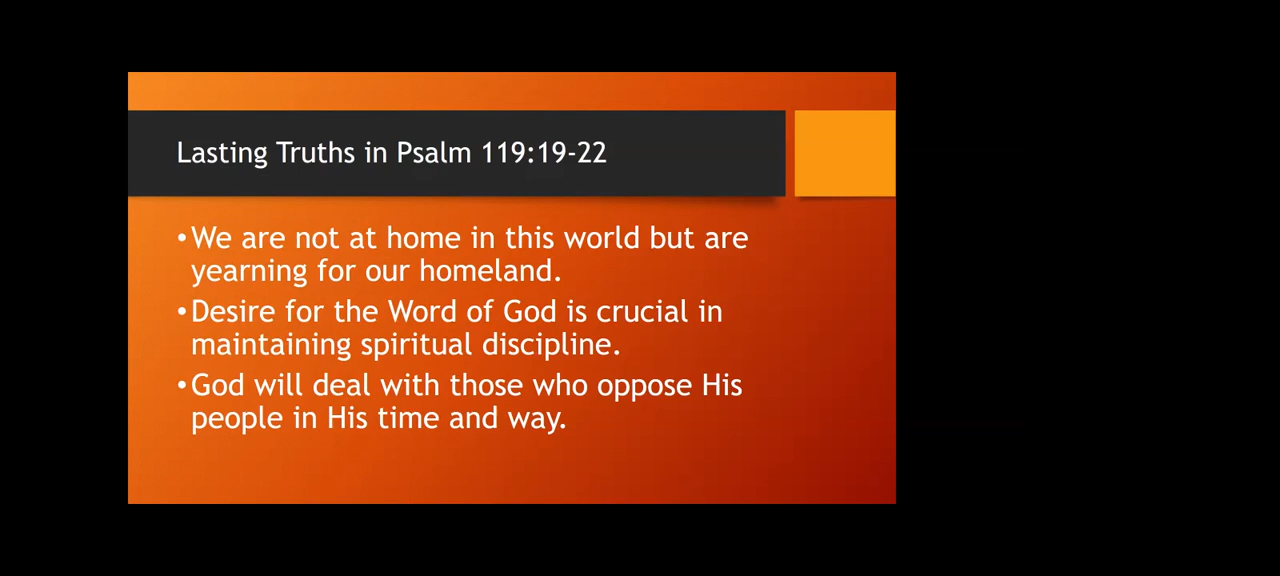 Lasting Truths in Psalm 119:19-22
•We are not at home in this world but are
yearning for our homeland.
•Desire for the Word of God is crucial in
maintaining spiritual discipline.
•God will deal with those who oppose His
people in His time and way.